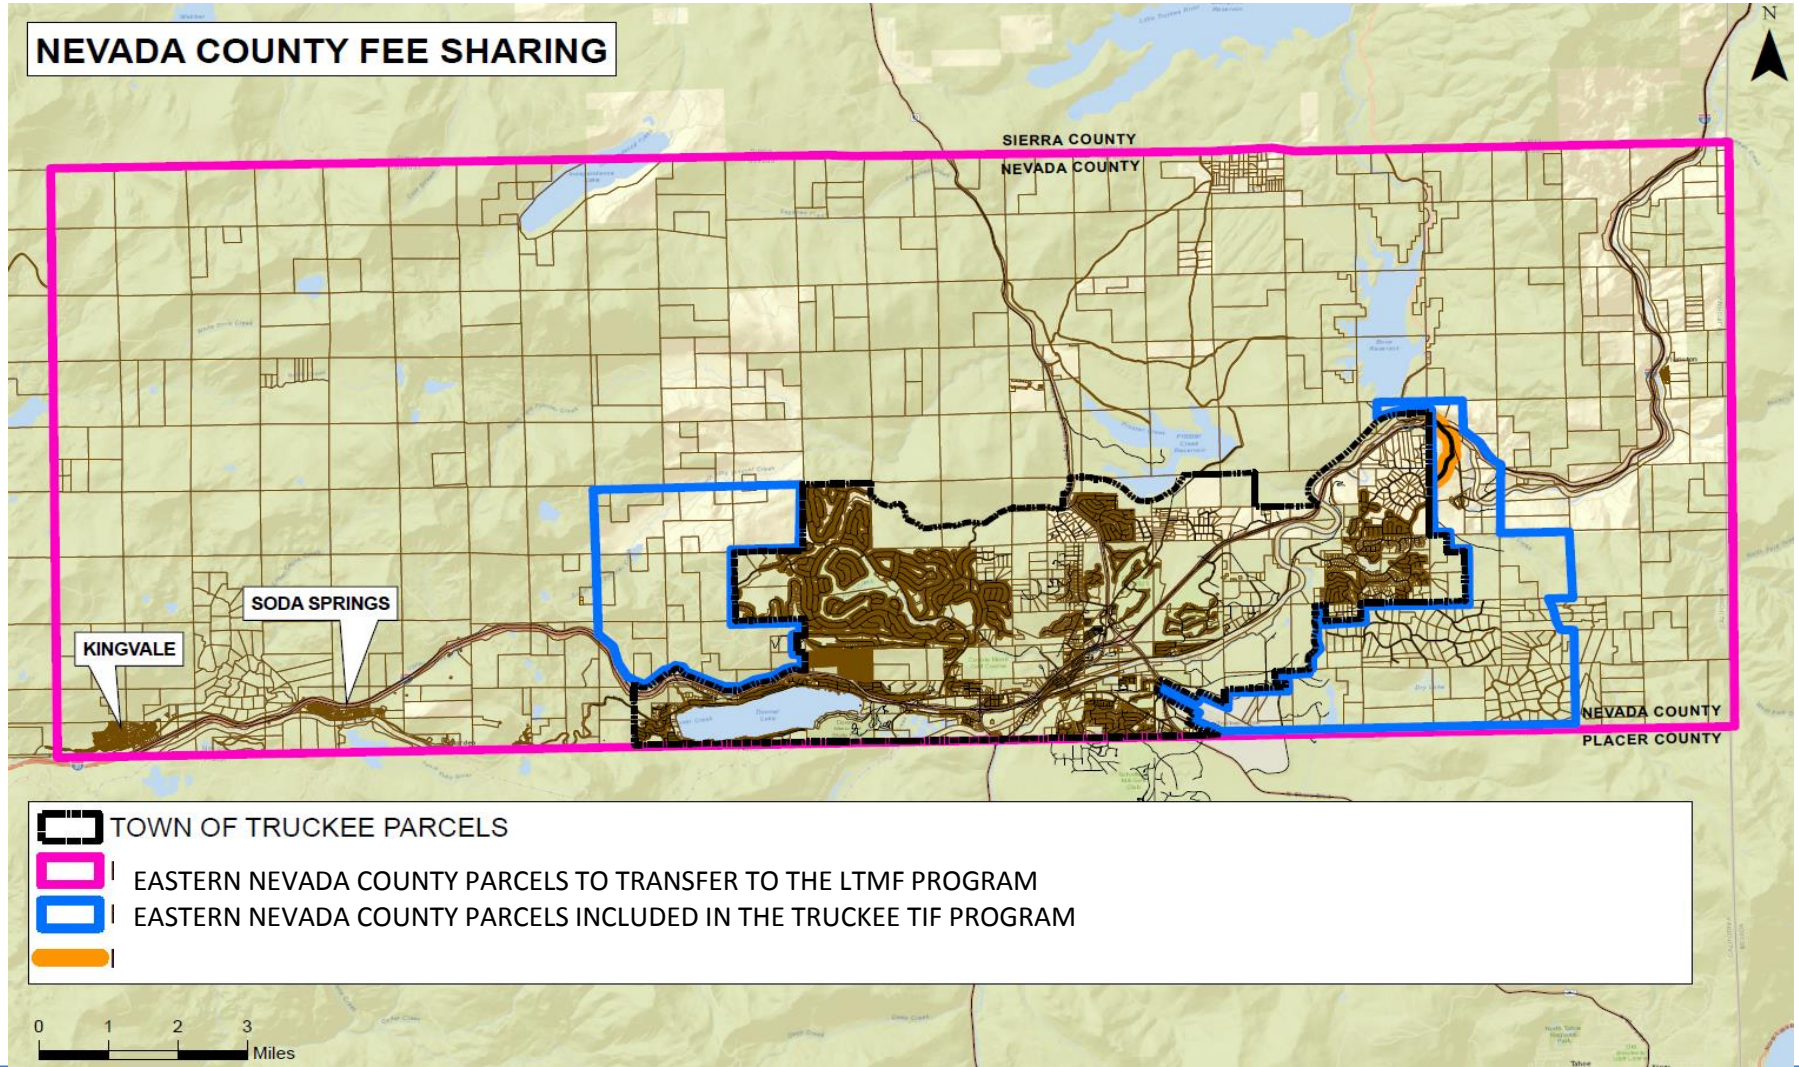 N
NEVADA COUNTY FEE SHARING
SIERRA COUNTY
NEVADA COUNTY
SODA SPRINGS
KINGVALE
NEVADA COUNTY
PLACER COUNTY
TOWN OF TRUCKEE PARCELS
EASTERN NEVADA COUNTY PARCELS TO TRANSFER TO THE LTMF PROGRAM
EASTERN NEVADA COUNTY PARCELS INCLUDED IN THE TRUCKEE TIF PROGRAM
0 1 2 3
Miles